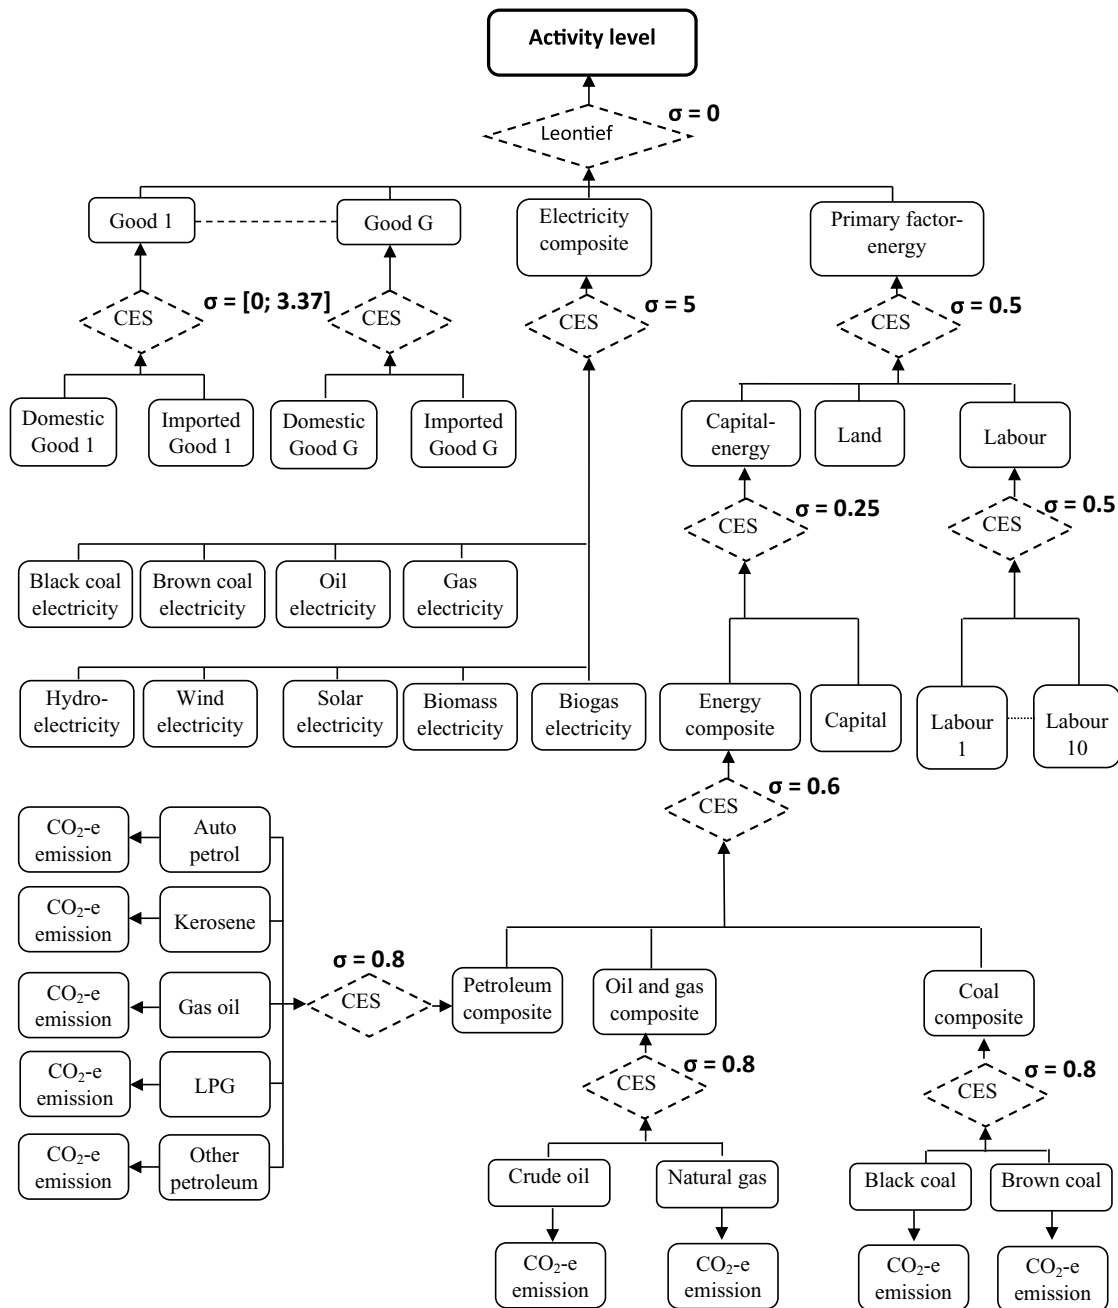 Activity level
σ = 0
Leontief
Good 1
Good G
Electricity
composite
Primary factor-
energy
CES
σ = [0; 3.37]
CES
CES
σ = 5
CES
σ = 0.5
Domestic
Good 1
Imported
Good 1
Domestic
Good G
Imported
Good G
Capital-
energy
Land
Labour
CES
σ = 0.25
CES
σ = 0.5
Black coal
electricity
Brown coal
electricity
Oil
electricity
Gas
electricity
Hydro-
electricity
Wind
electricity
Solar
electricity
Biomass
electricity
Biogas
electricity
Energy
composite
Capital
Labour
1
Labour
10
CES
σ = 0.6
CO₂-e
emission
Auto
petrol
CO₂-e
emission
Kerosene
CO₂-e
emission
Gas oil
σ = 0.8
CES
Petroleum
composite
Oil and gas
composite
Coal
composite
CO₂-e
emission
LPG
CES
σ = 0.8
CES
σ = 0.8
CO₂-e
emission
Other
petroleum
Crude oil
Natural gas
Black coal
Brown coal
CO₂-e
emission
CO₂-e
emission
CO₂-e
emission
CO₂-e
emission